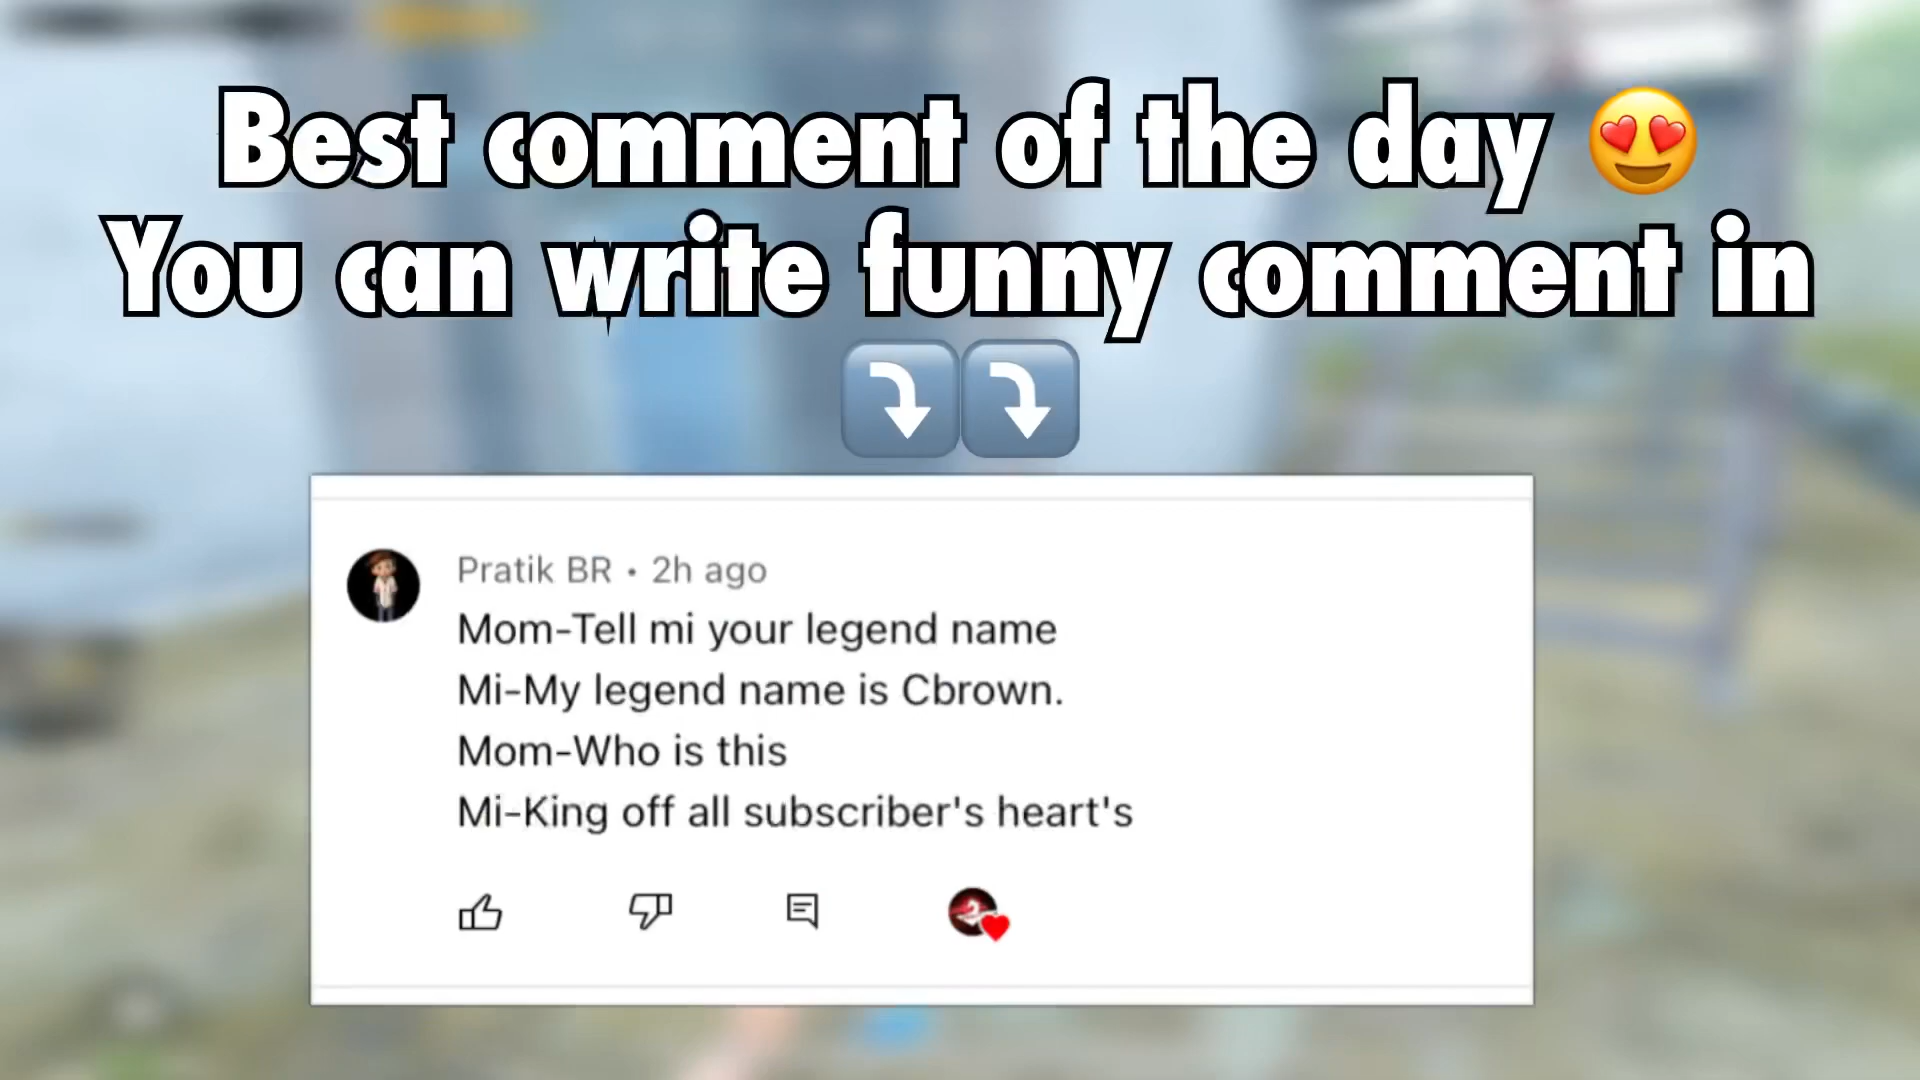 Best comment of the day 😍
You can write funny comment in
⤵️⤵️
Pratik BR • 2h ago
Mom-Tell mi your legend name
Mi-My legend name is Cbrown.
Mom-Who is this
Mi-King off all subscriber's heart's